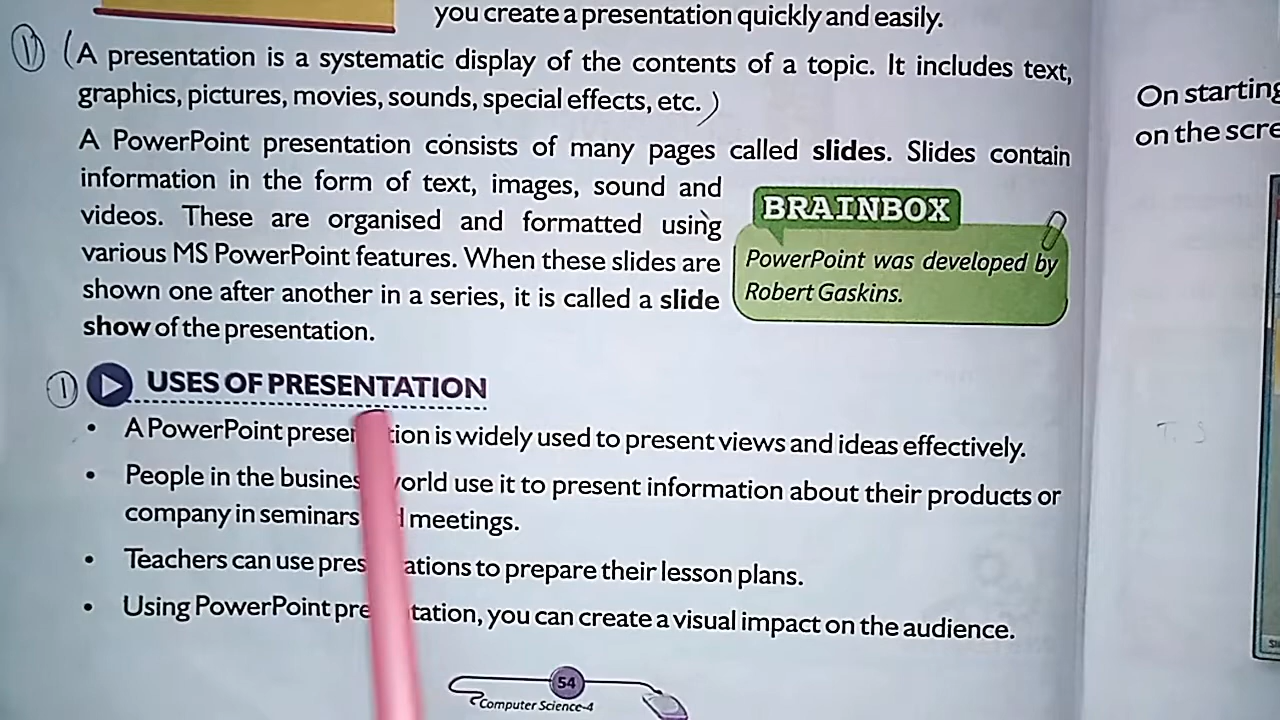 you create a presentation quickly and easily.
1 (A presentation is a systematic display of the contents of a topic. It includes text,
graphics, pictures, movies, sounds, special effects, etc.)
A PowerPoint presentation consists of many pages called slides. Slides contain
information in the form of text, images, sound and
videos. These are organised and formatted using
various MS PowerPoint features. When these slides are
shown one after another in a series, it is called a slide
show of the presentation.
BRAINBOX
PowerPoint was developed by
Robert Gaskins.
1 USES OF PRESENTATION
• A PowerPoint presen tion is widely used to present views and ideas effectively.
• People in the busines world use it to present information about their products or
company in seminars d meetings.
• Teachers can use pres ations to prepare their lesson plans.
• Using PowerPoint pre tation, you can create a visual impact on the audience.
54
Computer Science-4
On starting
on the scre
T. S